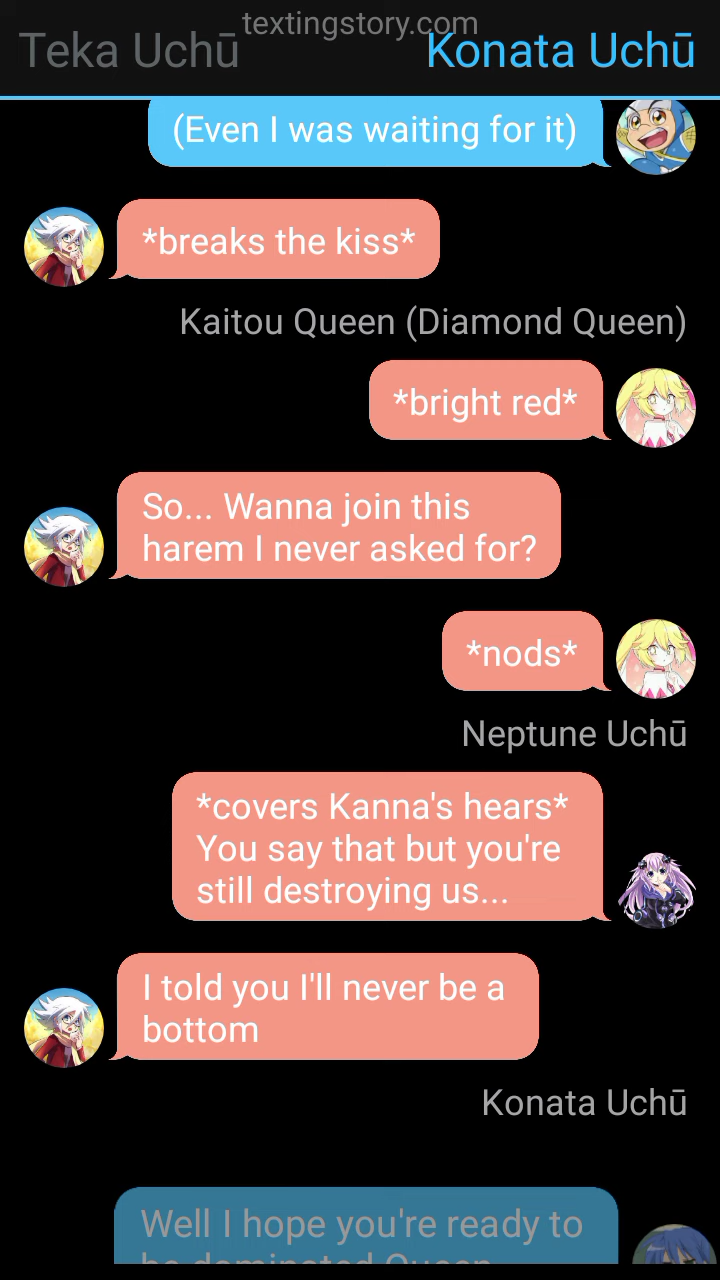 textingstory.com
Teka Uchū
Konata Uchū
(Even I was waiting for it)
*breaks the kiss*
Kaitou Queen (Diamond Queen)
*bright red*
So... Wanna join this
harem I never asked for?
*nods*
Neptune Uchū
*covers Kanna's hears*
You say that but you're
still destroying us...
I told you I'll never be a
bottom
Konata Uchū
Well I hope you're ready to
be dominated Queen